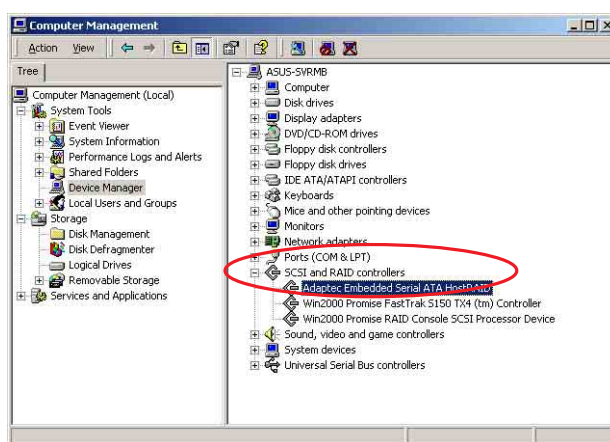 Computer Management
Action View
Tree
Computer Management (Local)
System Tools
Event Viewer
System Information
Performance Logs and Alerts
Shared Folders
Device Manager
Local Users and Groups
Storage
Disk Management
Disk Defragmenter
Logical Drives
Removable Storage
Services and Applications
ASUS-SVRMB
Computer
Disk drives
Display adapters
DVD/CD-ROM drives
Floppy disk controllers
Floppy disk drives
IDE ATA/ATAPI controllers
Keyboards
Mice and other pointing devices
Monitors
Network adapters
Ports (COM & LPT)
SCSI and RAID controllers
Adaptec Embedded Serial ATA HostRAID
Win2000 Promise FastTrak S150 TX4 (tm) Controller
Win2000 Promise RAID Console SCSI Processor Device
Sound, video and game controllers
System devices
Universal Serial Bus controllers